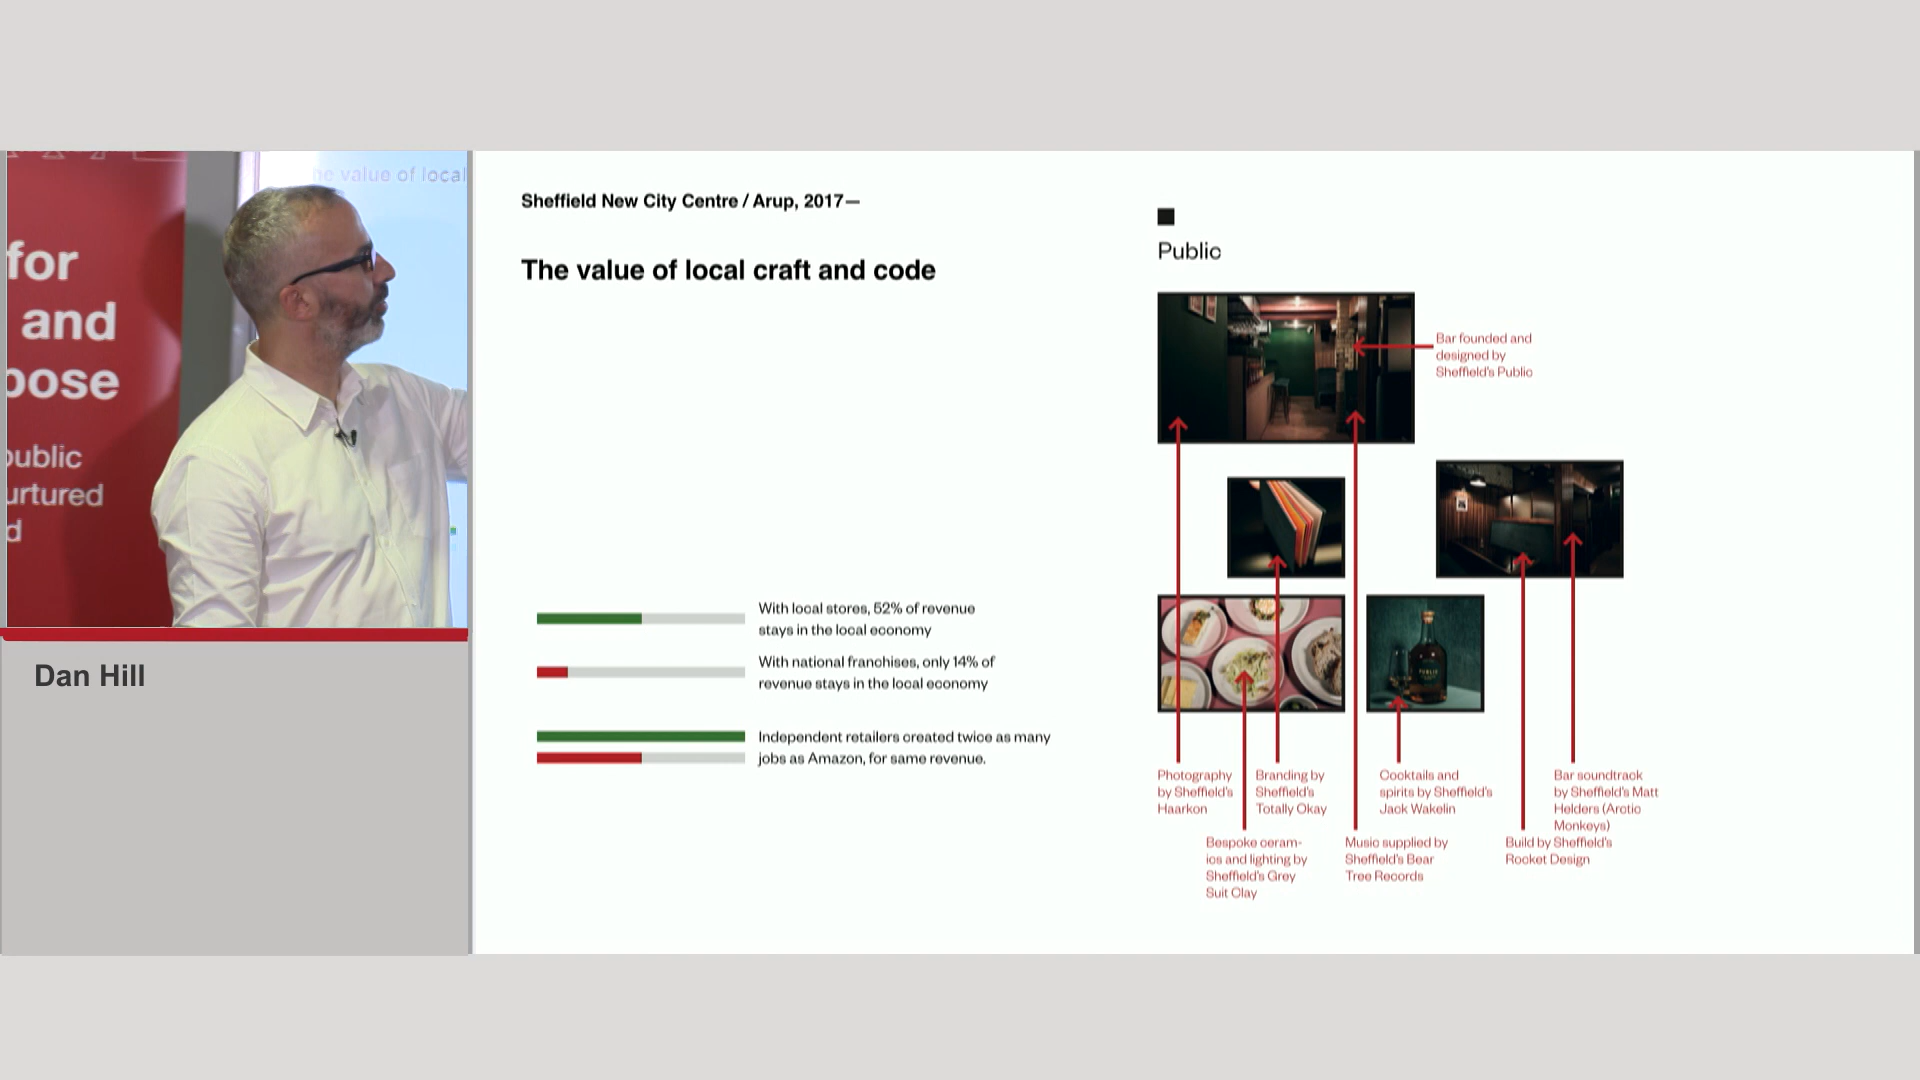 he value of local
for
and
pose
public
urtured
d
Dan Hill
Sheffield New City Centre / Arup, 2017—
The value of local craft and code
With local stores, 52% of revenue
stays in the local economy
With national franchises, only 14% of
revenue stays in the local economy
Independent retailers created twice as many
jobs as Amazon, for same revenue.
Public
Bar founded and
designed by
Sheffield's Public
Photography
by Sheffield's
Haarkon
Branding by
Sheffield's
Totally Okay
Cocktails and
spirits by Sheffield's
Jack Wakelin
Bar soundtrack
by Sheffield's Matt
Helders (Arctic
Monkeys)
Bespoke ceram-
ics and lighting by
Sheffield's Grey
Suit Clay
Music supplied by
Sheffield's Bear
Tree Records
Build by Sheffield's
Rocket Design
PUBLIC